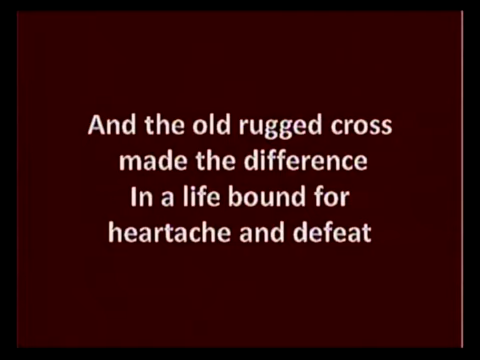 And the old rugged cross
made the difference
In a life bound for
heartache and defeat